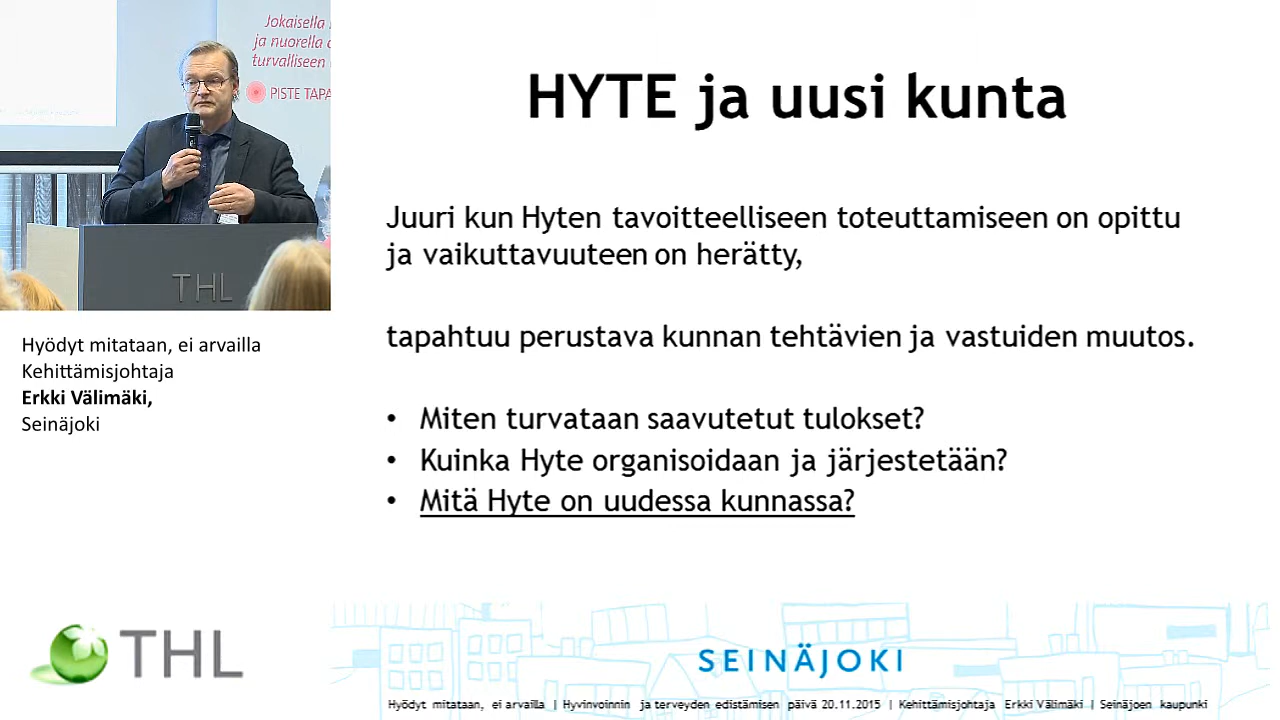 Jokaisella
ja nuorella
turvalliseen
PISTE TAPA
THL
Hyödyt mitataan, ei arvailla
Kehittämisjohtaja
Erkki Välimäki,
Seinäjoki
THL
HYTE ja uusi kunta
Juuri kun Hyten tavoitteelliseen toteuttamiseen on opittu
ja vaikuttavuuteen on herätty,
tapahtuu perustava kunnan tehtävien ja vastuiden muutos.
• Miten turvataan saavutetut tulokset?
• Kuinka Hyte organisoidaan ja järjestetään?
• Mitä Hyte on uudessa kunnassa?
SEINÄJOKI
Hyödyt mitataan, ei arvailla | Hyvinvoinnin ja terveyden edistämisen päivä 20.11.2015 | Kehittämisjohtaja Erkki Välimäki | Seinäjoen kaupunki